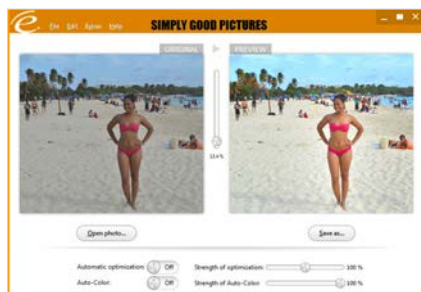 File Edit Extras Help
SIMPLY GOOD PICTURES
ORIGINAL
PREVIEW
Open photo...
Save as...
Automatic optimization: Off
Strength of optimization: 100 %
Auto-Color: Off
Strength of Auto-Color: 100 %